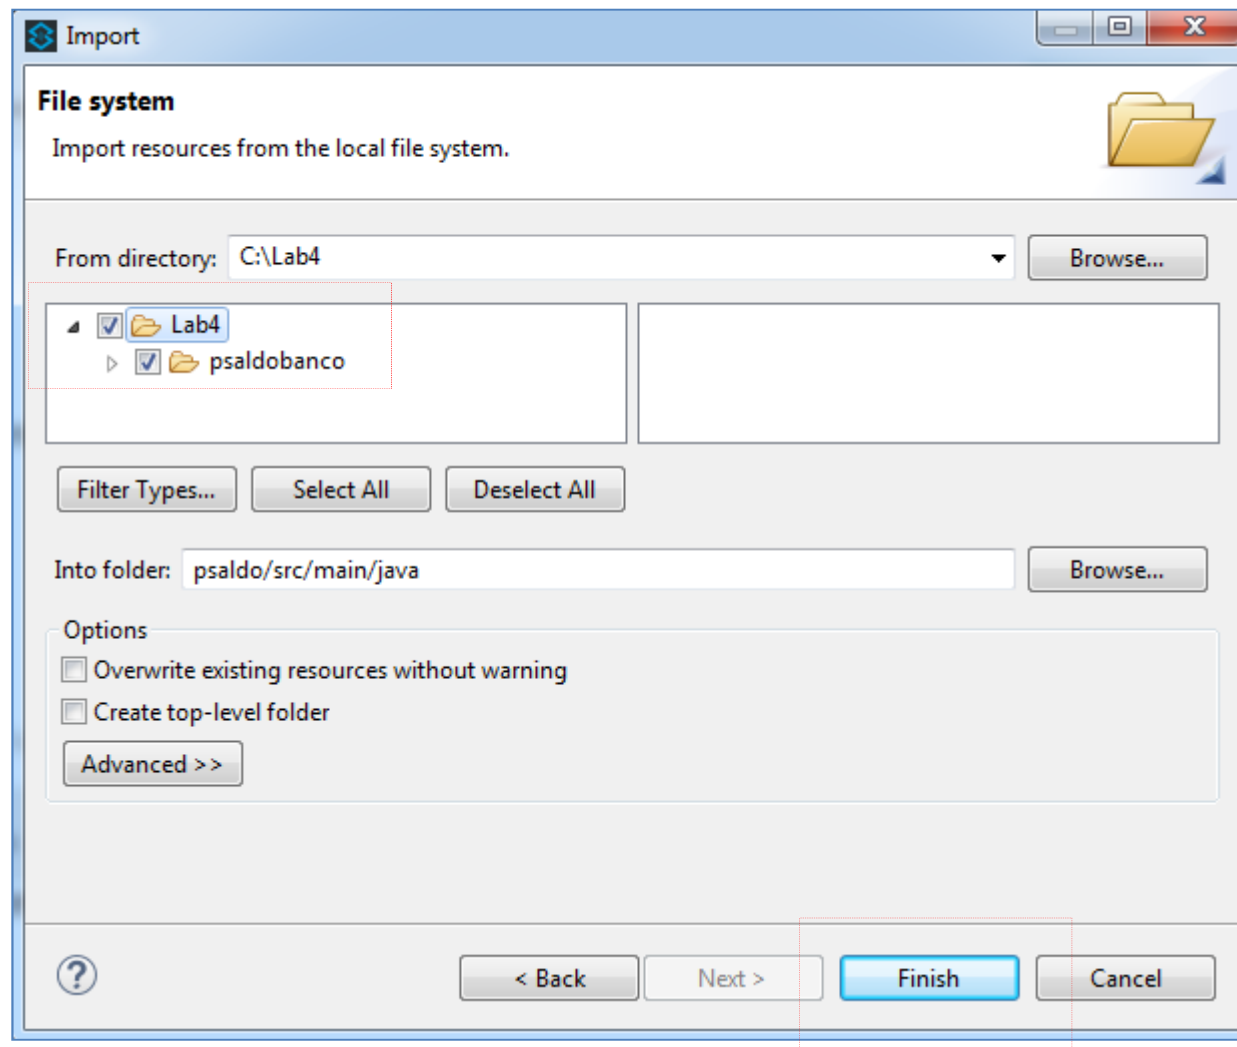 Import
File system
Import resources from the local file system.
From directory: C:\Lab4 Browse...
Lab4
psaldobanco
Filter Types... Select All Deselect All
Into folder: psaldo/src/main/java Browse...
Options
Overwrite existing resources without warning
Create top-level folder
Advanced >>
? < Back Next > Finish Cancel